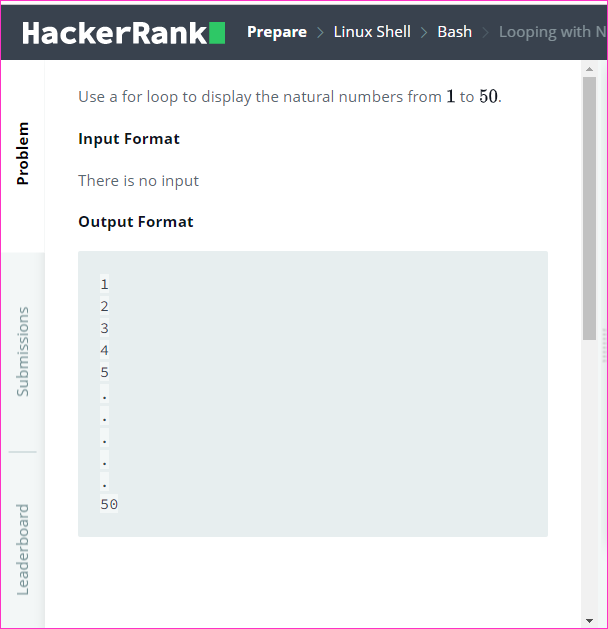 HackerRank Prepare > Linux Shell > Bash > Looping with N
Problem
Submissions
Leaderboard
Use a for loop to display the natural numbers from 1 to 50.
Input Format
There is no input
Output Format
1
2
3
4
5
.
.
.
.
.
50